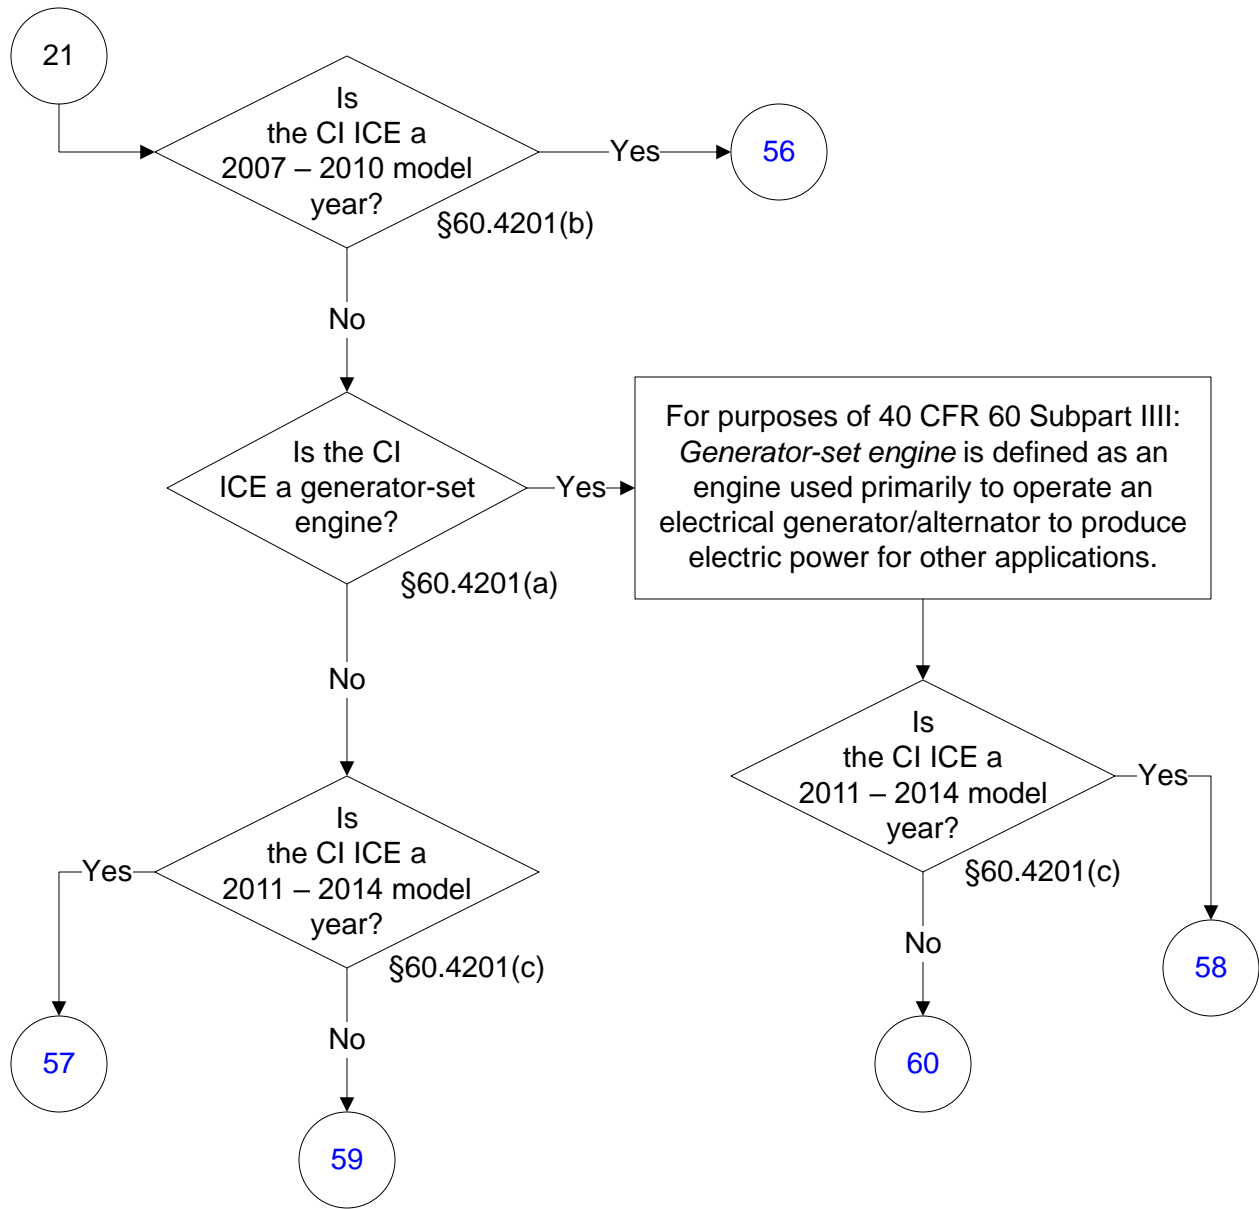 21
Is
the CI ICE a
2007 – 2010 model
year?
Yes
56
§60.4201(b)
No
Is the CI
ICE a generator-set
engine?
Yes
§60.4201(a)
For purposes of 40 CFR 60 Subpart IIII:
Generator-set engine is defined as an
engine used primarily to operate an
electrical generator/alternator to produce
electric power for other applications.
No
Is
the CI ICE a
2011 – 2014 model
year?
Yes
§60.4201(c)
57
No
59
Is
the CI ICE a
2011 – 2014 model
year?
Yes
§60.4201(c)
58
No
60